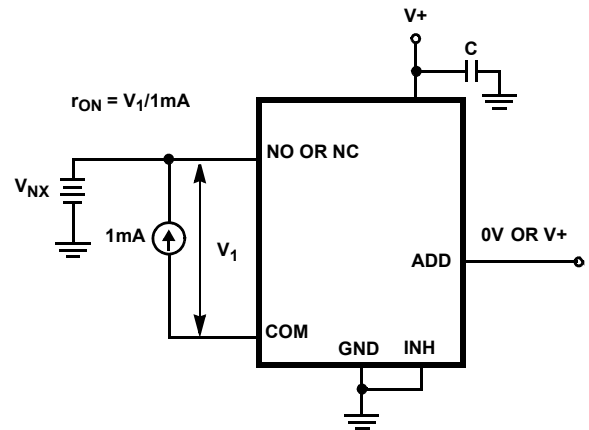 V+
C
rON = V1/1mA
NO OR NC
VNX
1mA
V1
0V OR V+
ADD
COM
GND INH